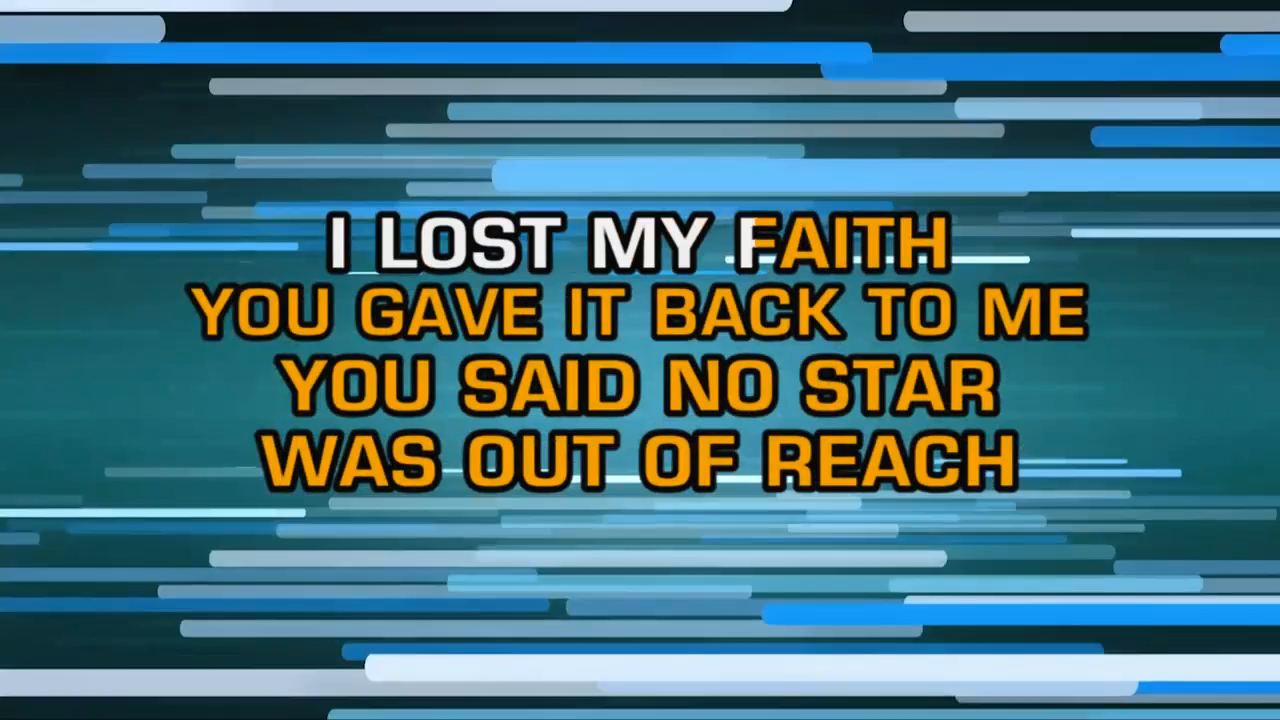 I LOST MY FAITH
YOU GAVE IT BACK TO ME
YOU SAID NO STAR
WAS OUT OF REACH